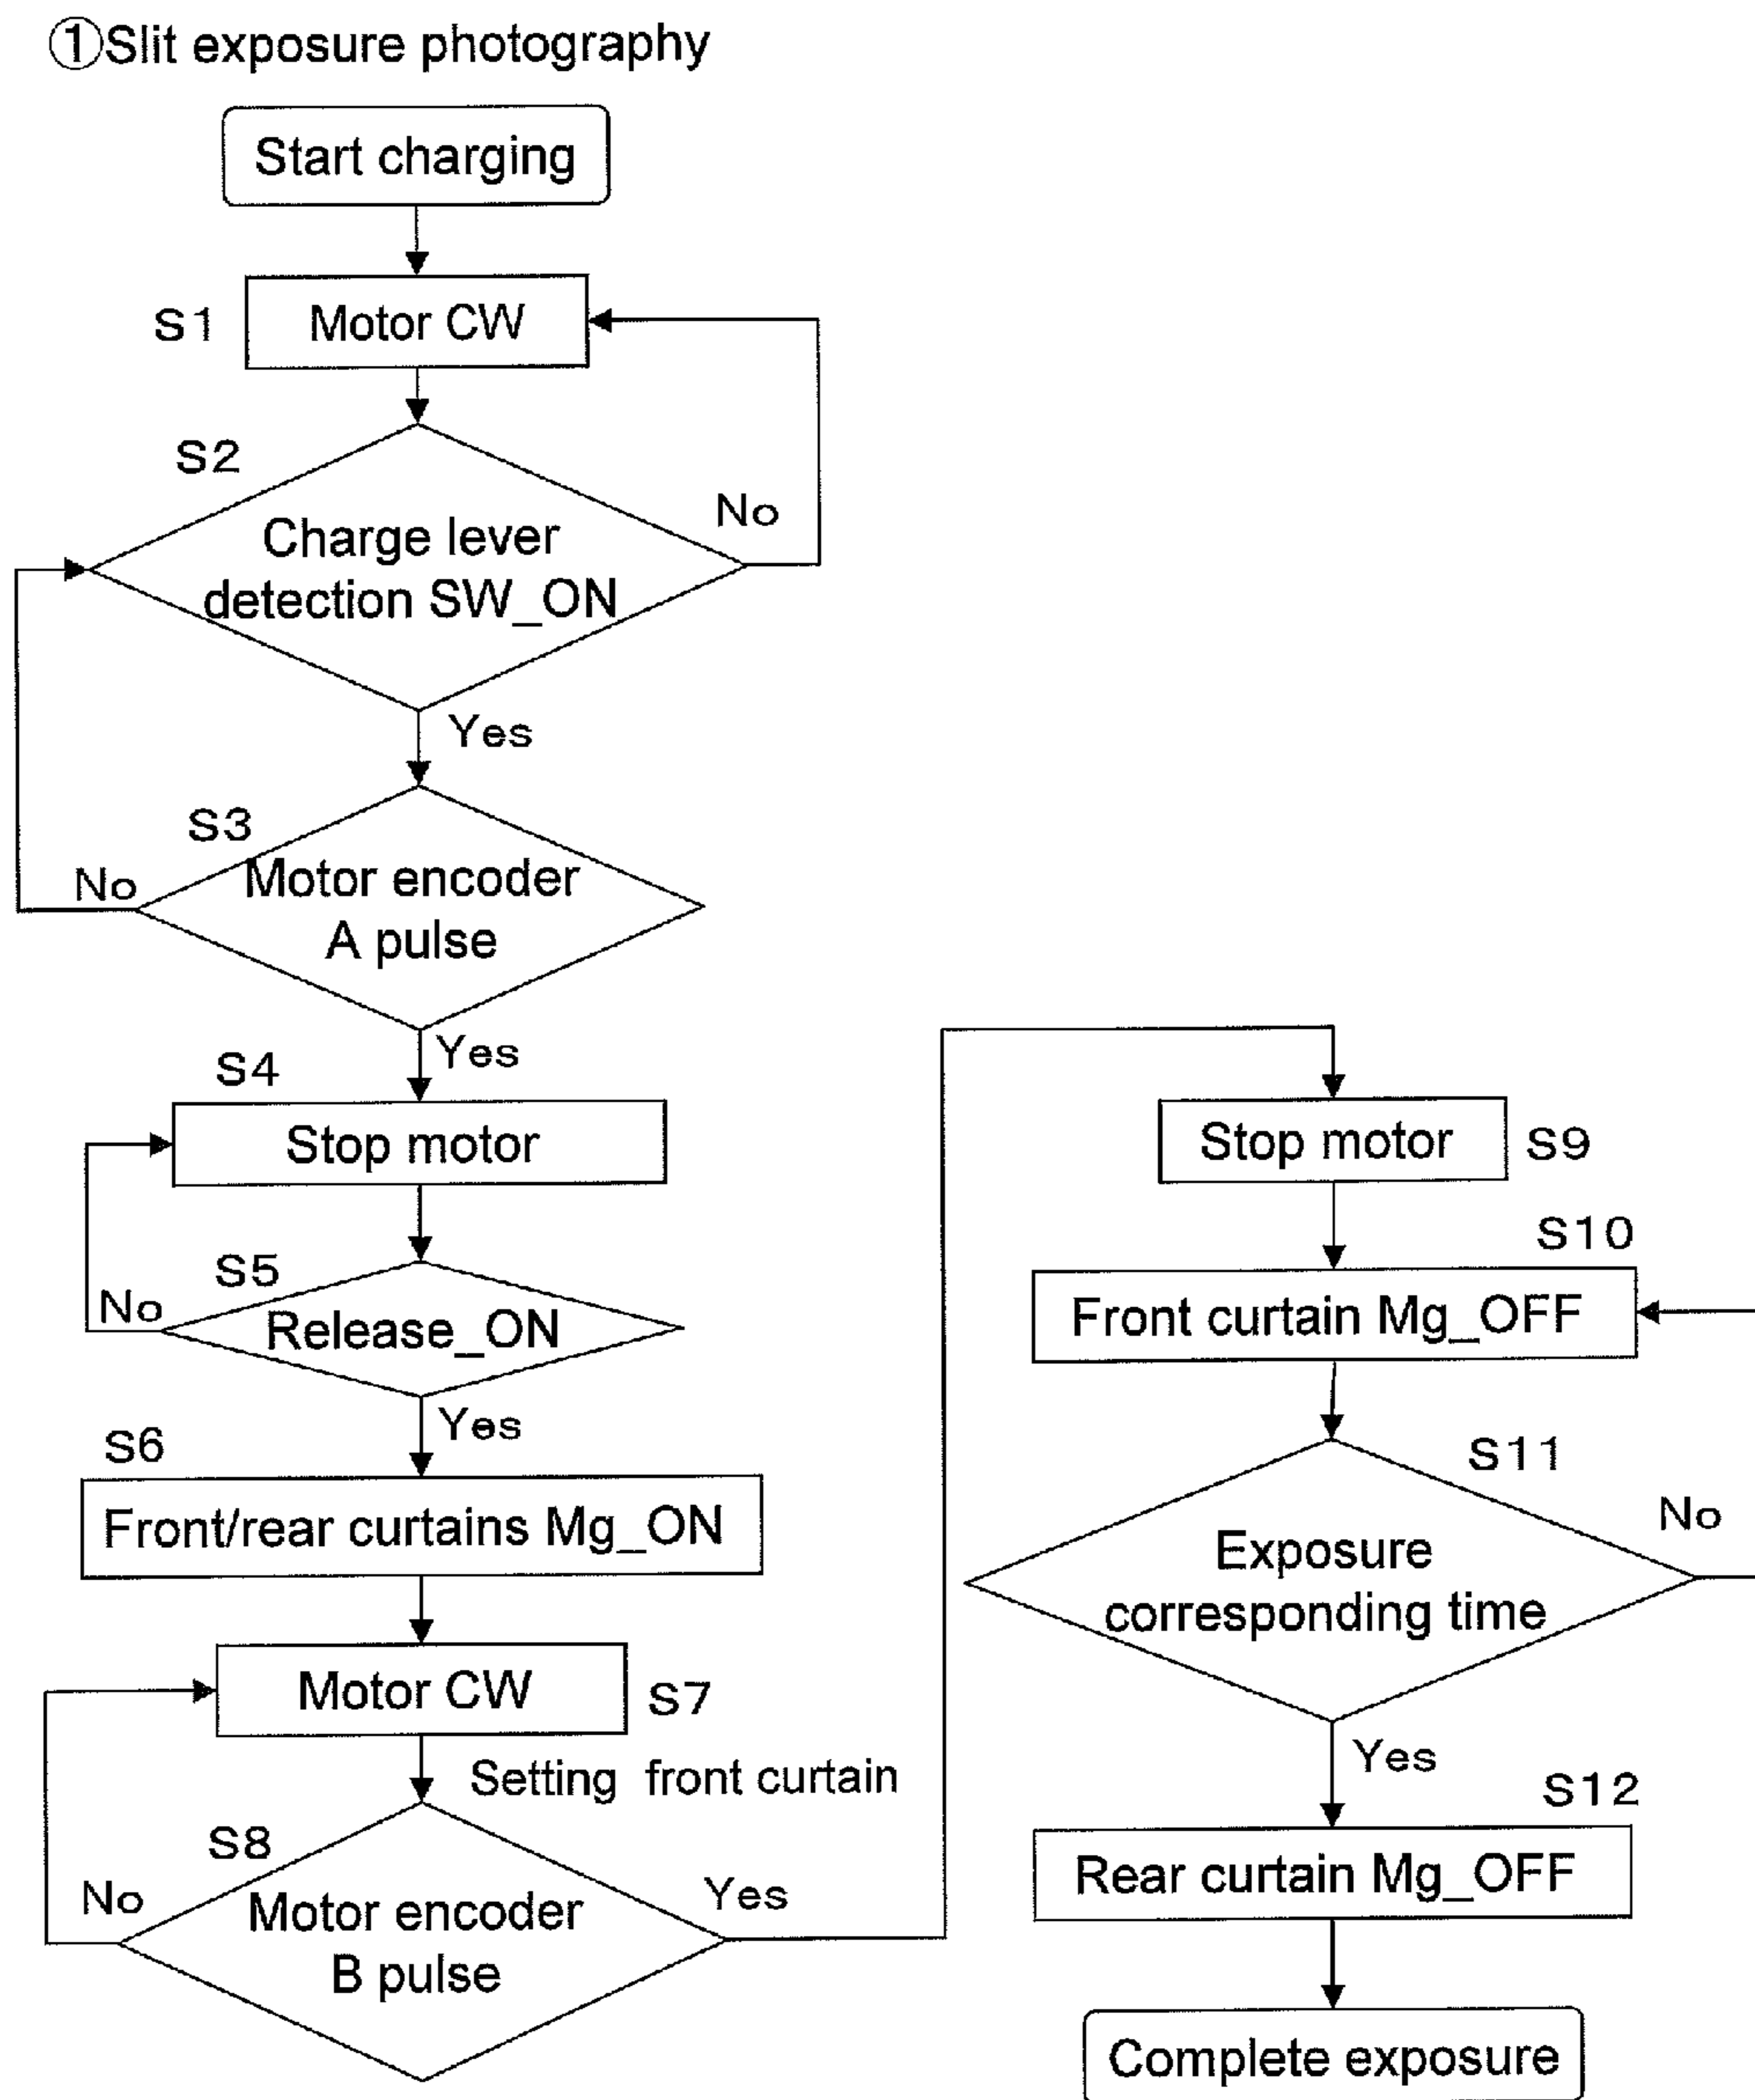 ①Slit exposure photography
Start charging
S1
Motor CW
S2
No
Charge lever
detection SW_ON
Yes
S3
No
Motor encoder
A pulse
Yes
S4
Stop motor
S5
No
Release_ON
Yes
S6
Front/rear curtains Mg_ON
Motor CW
S7
Setting front curtain
S8
No
Motor encoder
B pulse
Yes
Stop motor
S9
S10
Front curtain Mg_OFF
S11
No
Exposure
corresponding time
Yes
S12
Rear curtain Mg_OFF
Complete exposure